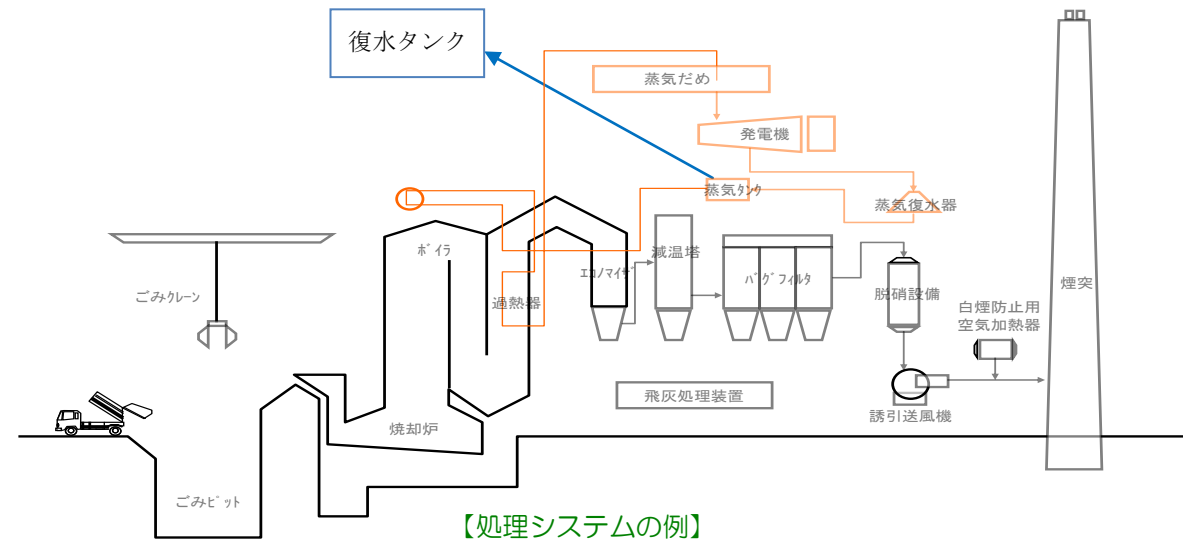 復水タンク
蒸気だめ
発電機
蒸気タンク
蒸気復水器
ボイラ
減温塔
エコノマイザ
バグフィルタ
ごみクレーン
過熱器
脱硝設備
煙突
白煙防止用
空気加熱器
飛灰処理装置
誘引送風機
焼却炉
ごみピット
【処理システムの例】